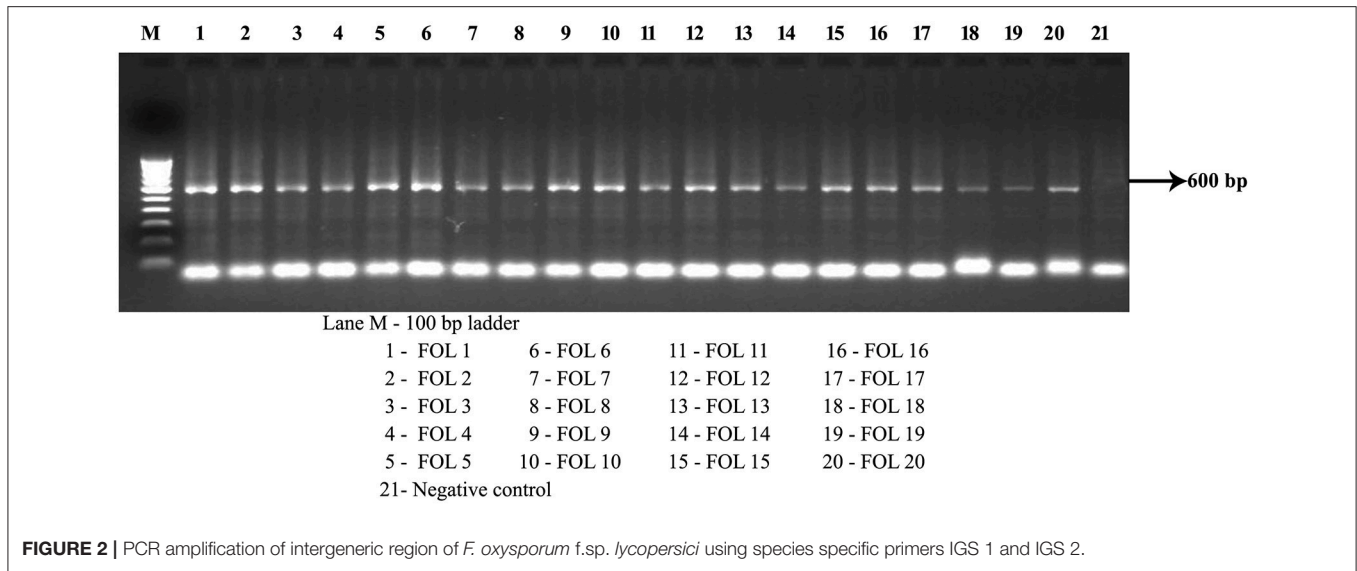 M 1 2 3 4 5 6 7 8 9 10 11 12 13 14 15 16 17 18 19 20 21
600 bp
Lane M - 100 bp ladder
1 - FOL 1 6 - FOL 6 11 - FOL 11 16 - FOL 16
2 - FOL 2 7 - FOL 7 12 - FOL 12 17 - FOL 17
3 - FOL 3 8 - FOL 8 13 - FOL 13 18 - FOL 18
4 - FOL 4 9 - FOL 9 14 - FOL 14 19 - FOL 19
5 - FOL 5 10 - FOL 10 15 - FOL 15 20 - FOL 20
21- Negative control
FIGURE 2 | PCR amplification of intergeneric region of F. oxysporum f.sp. lycopersici using species specific primers IGS 1 and IGS 2.